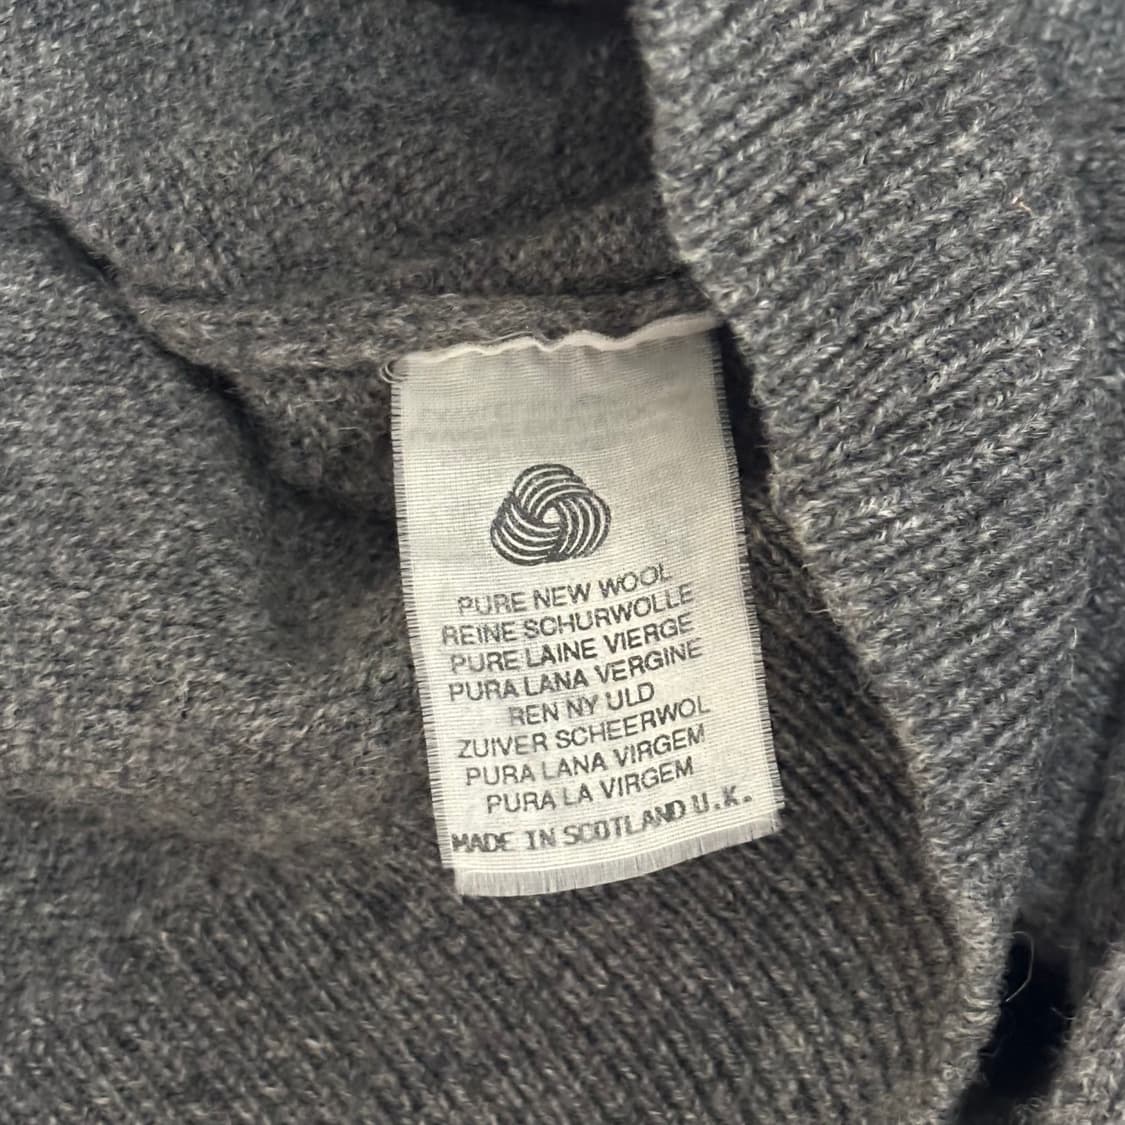 PURE NEW WOOL
REINE SCHURWOLLE
PURE LAINE VIERGE
PURA LANA VERGINE
REN NY ULD
ZUIVER SCHEERWOL
PURA LANA VIRGEM
PURA LA VIRGEM
MADE IN SCOTLAND U.K.